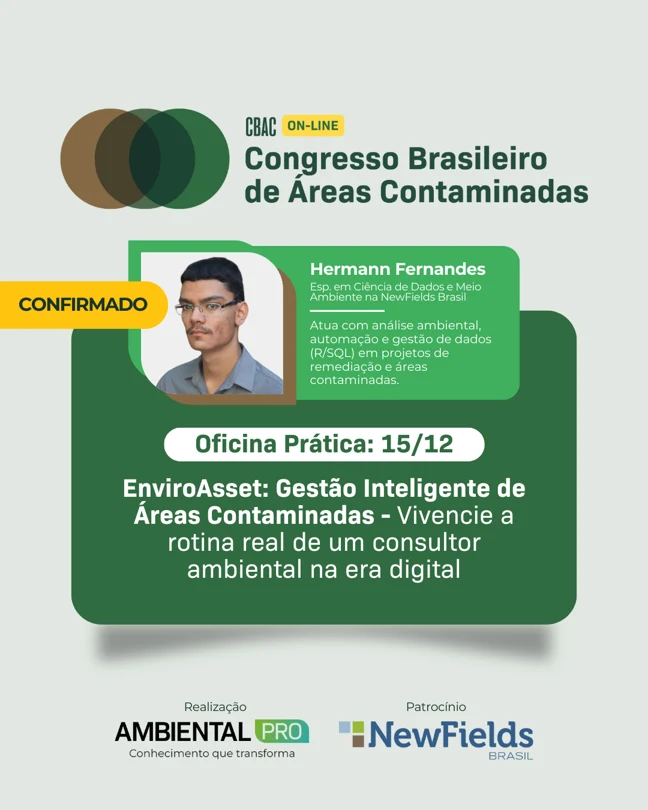 CBAC ON-LINE
Congresso Brasileiro
de Áreas Contaminadas
CONFIRMADO
Hermann Fernandes
Esp. em Ciência de Dados e Meio
Ambiente na NewFields Brasil
Atua com análise ambiental,
automação e gestão de dados
(R/SQL) em projetos de
remediação e áreas
contaminadas.
Oficina Prática: 15/12
EnviroAsset: Gestão Inteligente de
Áreas Contaminadas - Vivencie a
rotina real de um consultor
ambiental na era digital
Realização
AMBIENTAL PRO
Conhecimento que transforma
Patrocínio
NewFields
BRASIL